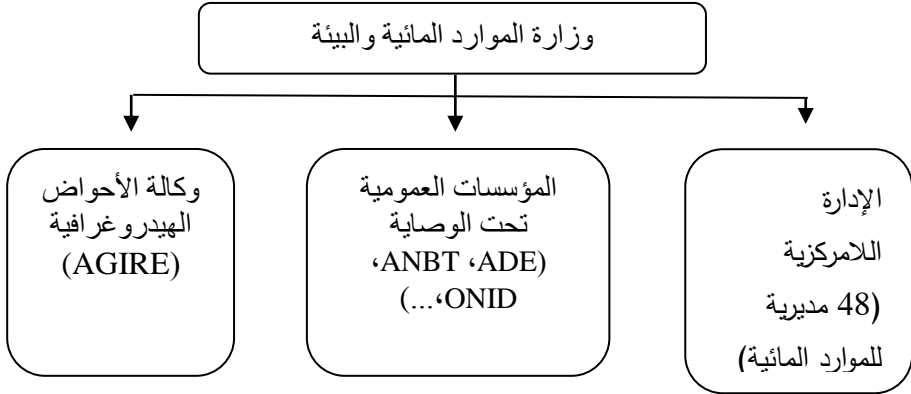 وزارة الموارد المائية والبيئة
الإدارة
اللامركزية
(48 مديرية
للموارد المائية)
المؤسسات العمومية
تحت الوصاية
(ANBT ،ADE،
ONID،...)
وكالة الأحواض
الهيدروغرافية
(AGIRE)